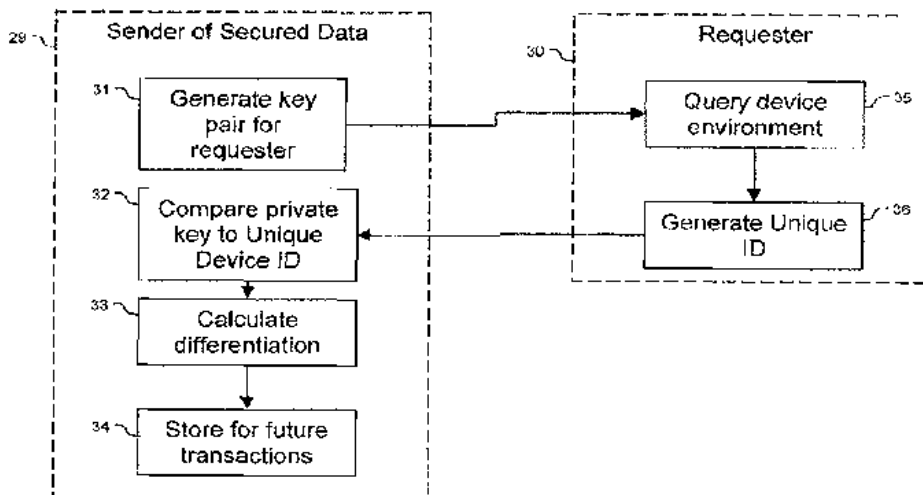 29
Sender of Secured Data
31
Generate key
pair for
requester
32
Compare private
key to Unique
Device ID
33
Calculate
differentiation
34
Store for future
transactions
30
Requester
35
Query device
environment
36
Generate Unique
ID